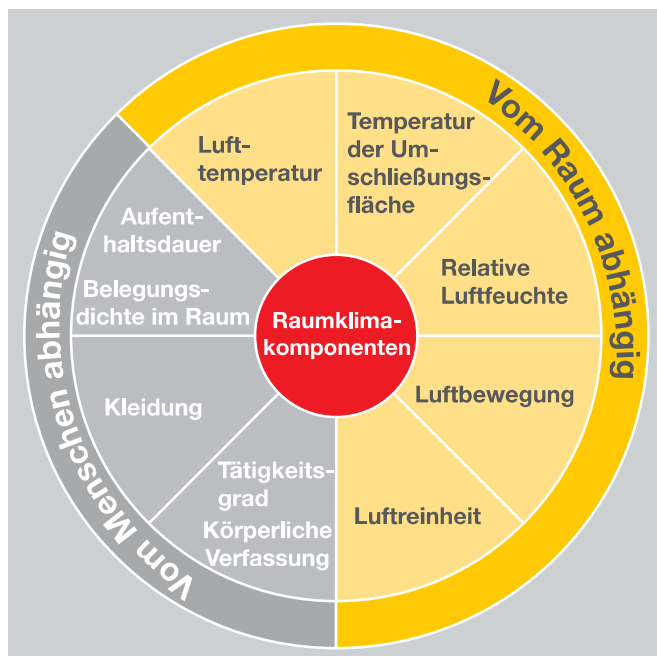 Vom Raum abhängig
Vom Menschen abhängig
Luft-
temperatur
Temperatur
der Um-
schließungs-
fläche
Relative
Luftfeuchte
Luftbewegung
Luftreinheit
Tätigkeits-
grad
Körperliche
Verfassung
Kleidung
Aufent-
haltsdauer
Belegungs-
dichte im Raum
Raumklima-
komponenten